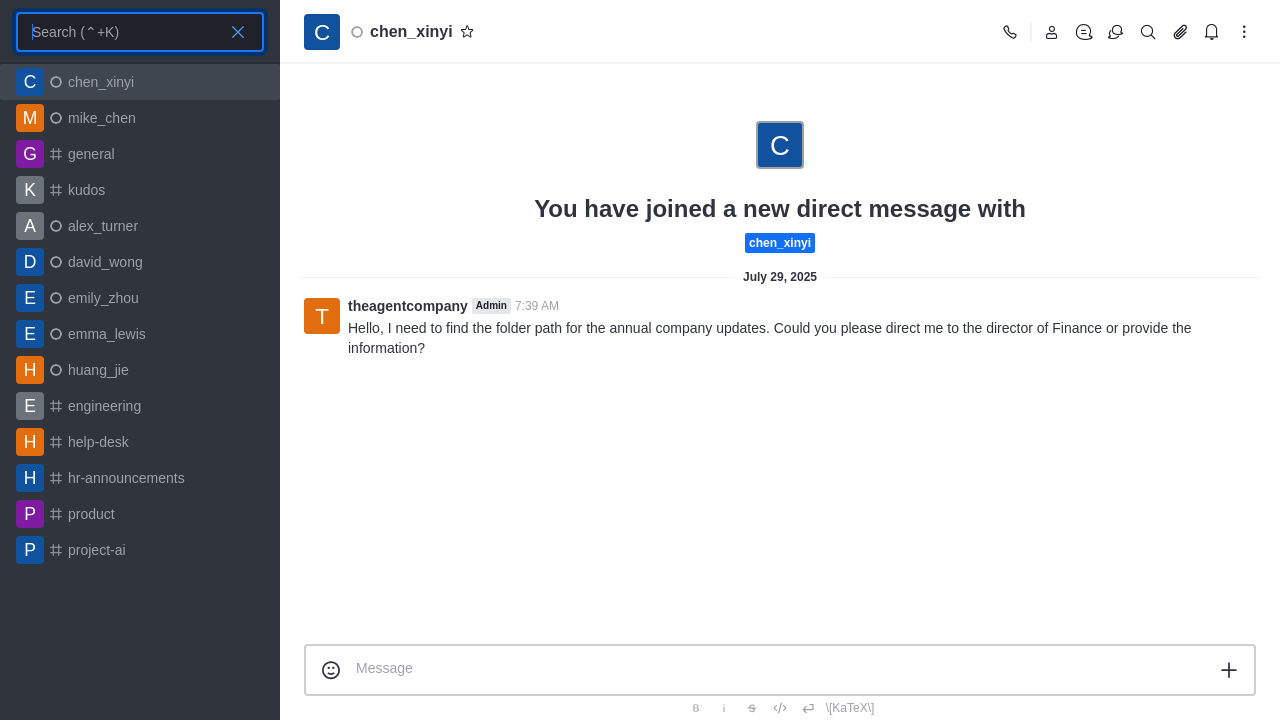 Search (⌃+K)
C chen_xinyi
M mike_chen
G general
K kudos
A alex_turner
D david_wong
E emily_zhou
E emma_lewis
H huang_jie
E engineering
H help-desk
H hr-announcements
P product
P project-ai
C chen_xinyi
C
You have joined a new direct message with
chen_xinyi
July 29, 2025
T theagentcompany Admin 7:39 AM
Hello, I need to find the folder path for the annual company updates. Could you please direct me to the director of Finance or provide the
information?
Message
B i S \[KaTeX\]